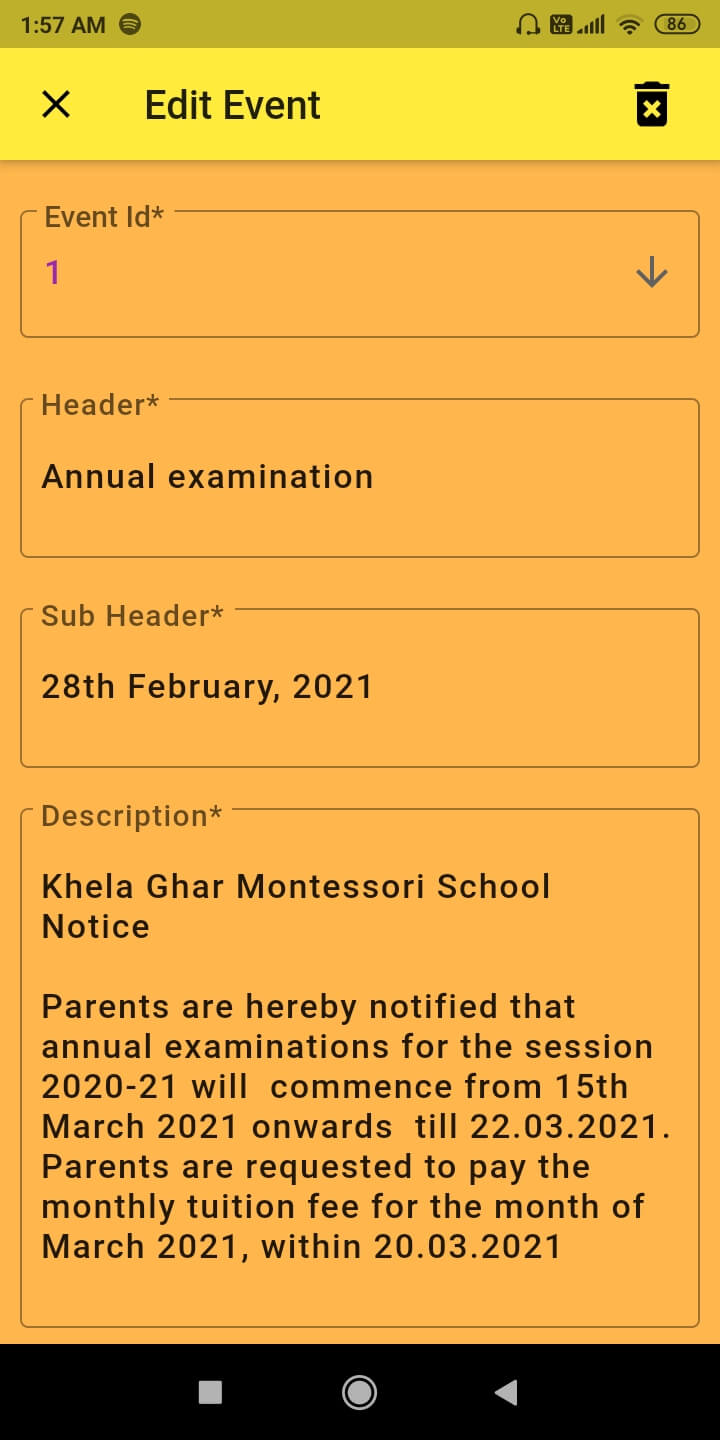 1:57 AM
Vo LTE
86
Edit Event
Event Id*
1
Header*
Annual examination
Sub Header*
28th February, 2021
Description*
Khela Ghar Montessori School
Notice
Parents are hereby notified that
annual examinations for the session
2020-21 will  commence from 15th
March 2021 onwards  till 22.03.2021.
Parents are requested to pay the
monthly tuition fee for the month of
March 2021, within 20.03.2021